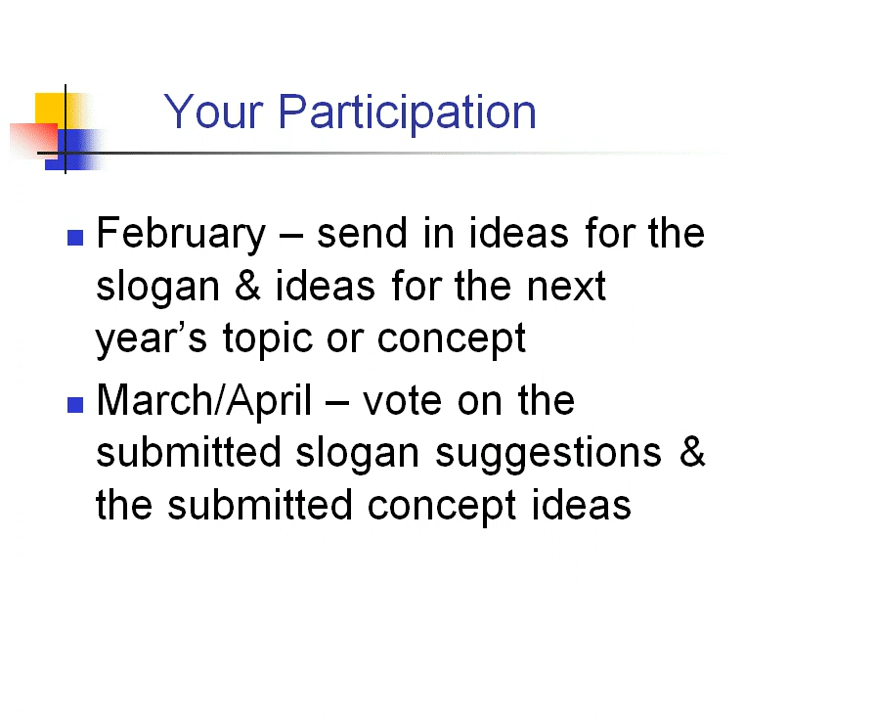 Your Participation
February – send in ideas for the
slogan & ideas for the next
year’s topic or concept
March/April – vote on the
submitted slogan suggestions &
the submitted concept ideas